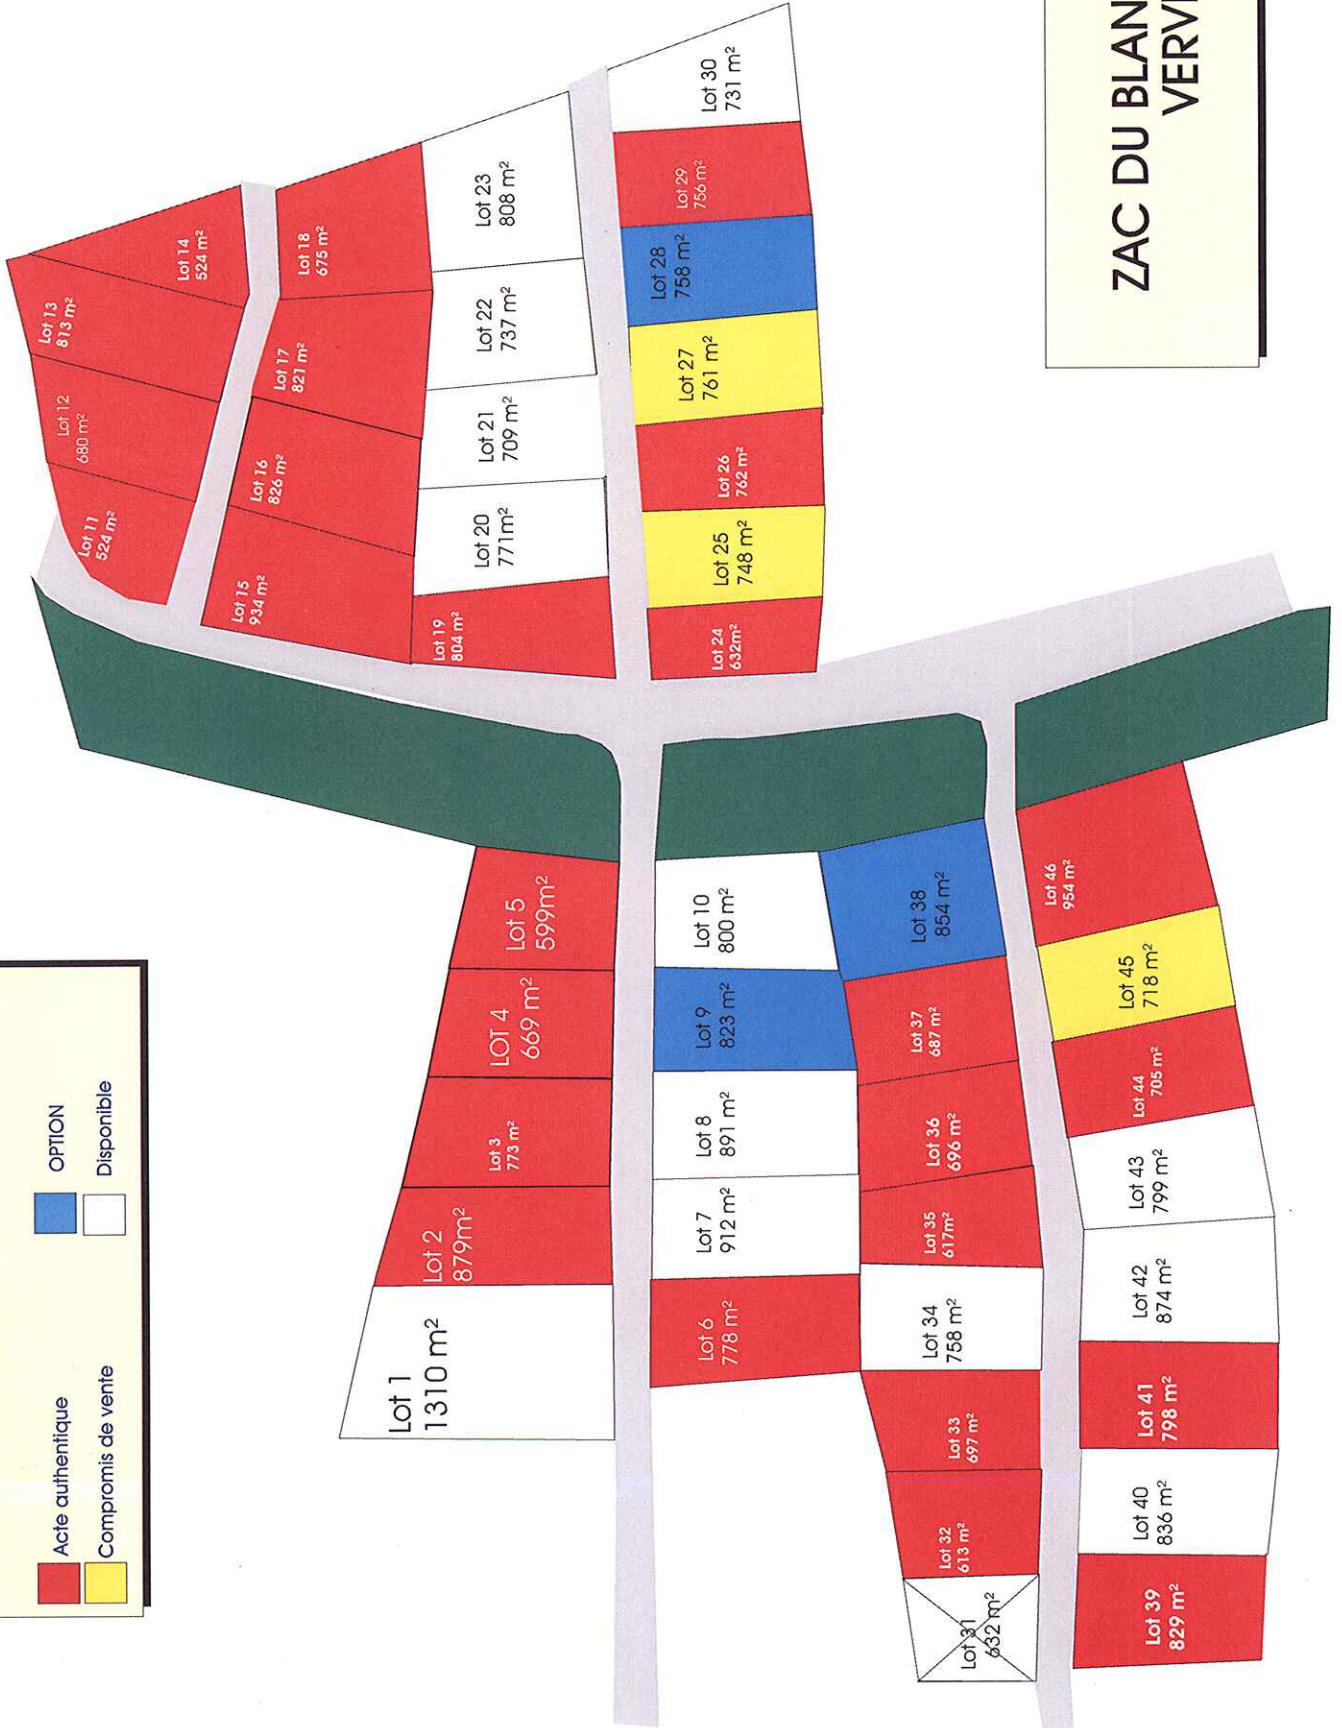 Acte authentique
Compromis de vente
OPTION
Disponible
ZAC DU BLAN
VERV
Lot 1
1310 m²
Lot 2
879m²
Lot 3
773 m²
LOT 4
669 m²
Lot 5
599m²
Lot 6
778 m²
Lot 7
912 m²
Lot 8
891 m²
Lot 9
823 m²
Lot 10
800 m²
Lot 11
524 m²
Lot 12
680 m²
Lot 13
813 m²
Lot 14
524 m²
Lot 15
934 m²
Lot 16
826 m²
Lot 17
821 m²
Lot 18
675 m²
Lot 19
804 m²
Lot 20
771m²
Lot 21
709 m²
Lot 22
737 m²
Lot 23
808 m²
Lot 24
632m²
Lot 25
748 m²
Lot 26
762 m²
Lot 27
761 m²
Lot 28
758 m²
Lot 29
756 m²
Lot 30
731 m²
Lot 31
632 m²
Lot 32
613 m²
Lot 33
697 m²
Lot 34
758 m²
Lot 35
617m²
Lot 36
696 m²
Lot 37
687 m²
Lot 38
854 m²
Lot 39
829 m²
Lot 40
836 m²
Lot 41
798 m²
Lot 42
874 m²
Lot 43
799 m²
Lot 44
705 m²
Lot 45
718 m²
Lot 46
954 m²